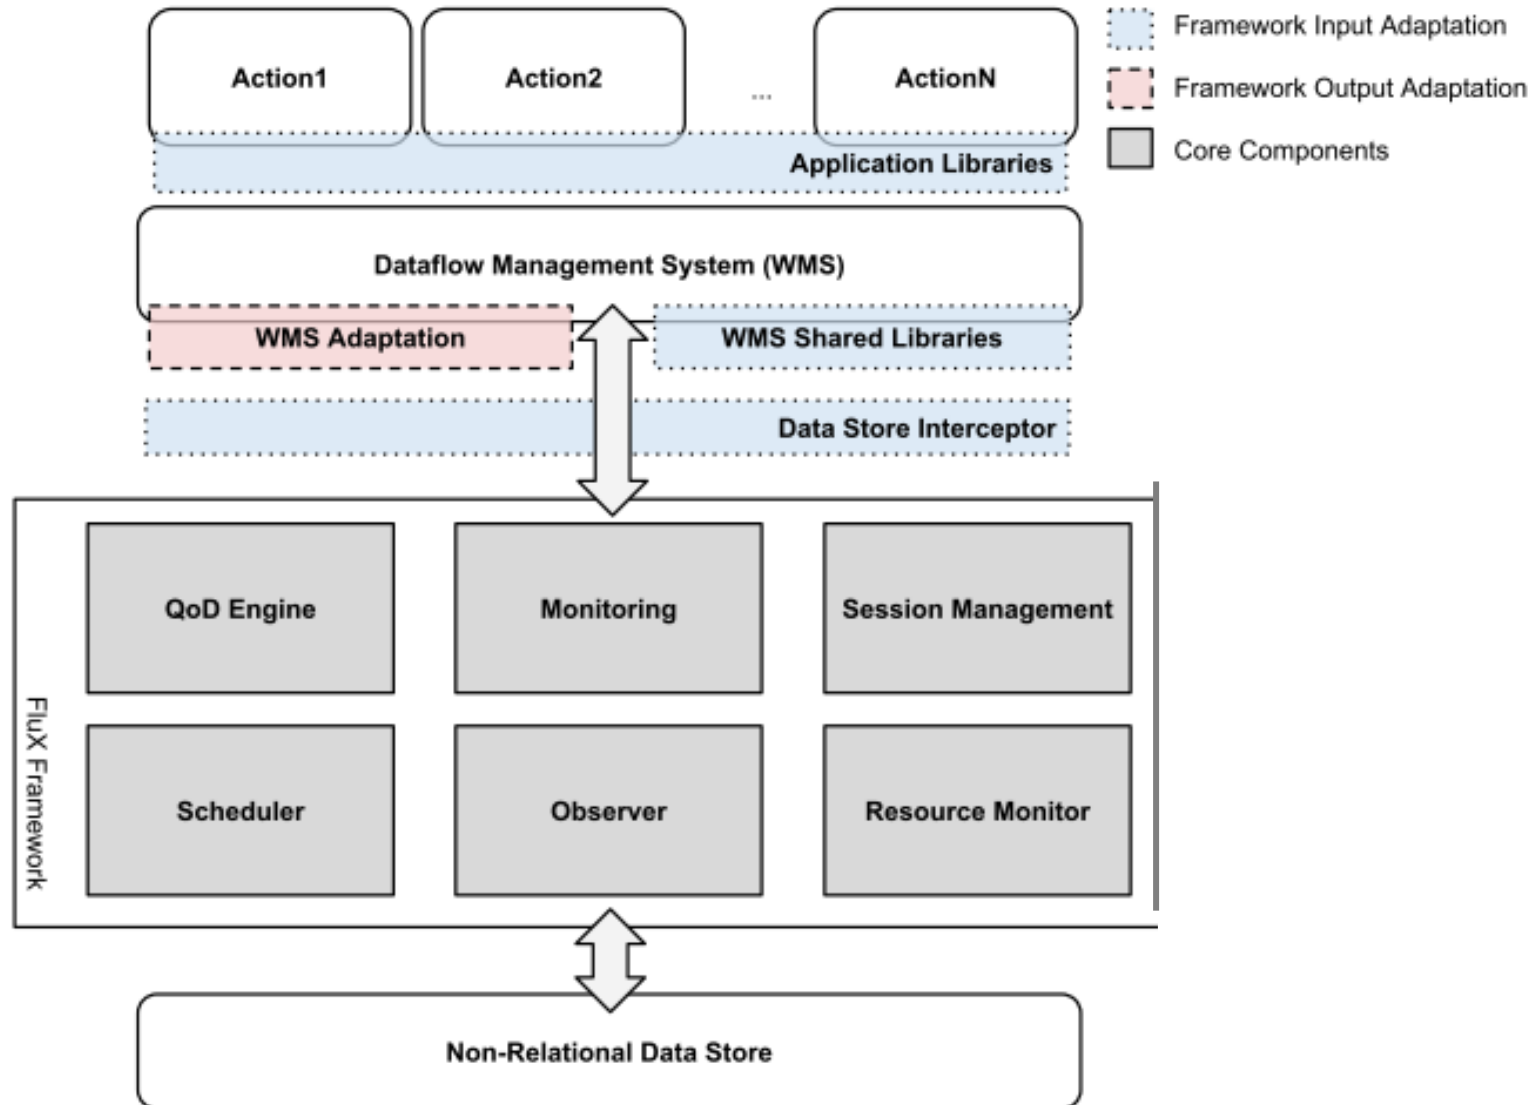 Action1
Action2
...
ActionN
Framework Input Adaptation
Framework Output Adaptation
Core Components
Application Libraries
Dataflow Management System (WMS)
WMS Adaptation
WMS Shared Libraries
Data Store Interceptor
QoD Engine
Monitoring
Session Management
FluX Framework
Scheduler
Observer
Resource Monitor
Non-Relational Data Store